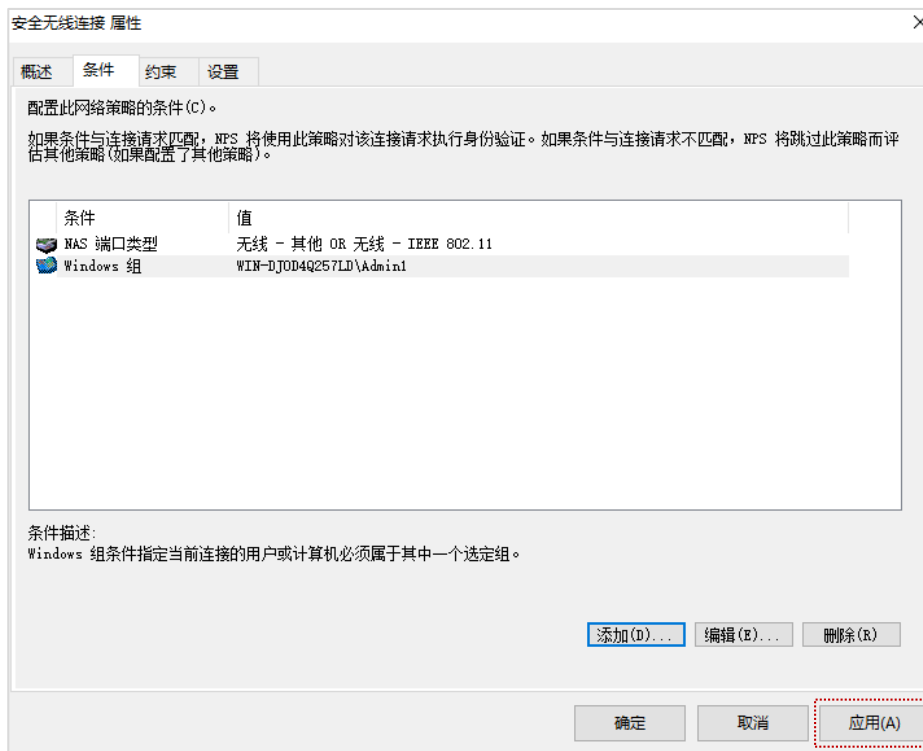 安全无线连接 属性
概述 条件 约束 设置
配置此网络策略的条件(C)。
如果条件与连接请求匹配，NPS 将使用此策略对该连接请求执行身份验证。如果条件与连接请求不匹配，NPS 将跳过此策略而评
估其他策略(如果配置了其他策略)。
条件 值
NAS 端口类型 无线 - 其他 OR 无线 - IEEE 802.11
Windows 组 WIN-DJOD4Q257LD\Admin1
条件描述:
Windows 组条件指定当前连接的用户或计算机必须属于其中一个选定组。
添加(D)... 编辑(E)... 删除(R)
确定 取消 应用(A)